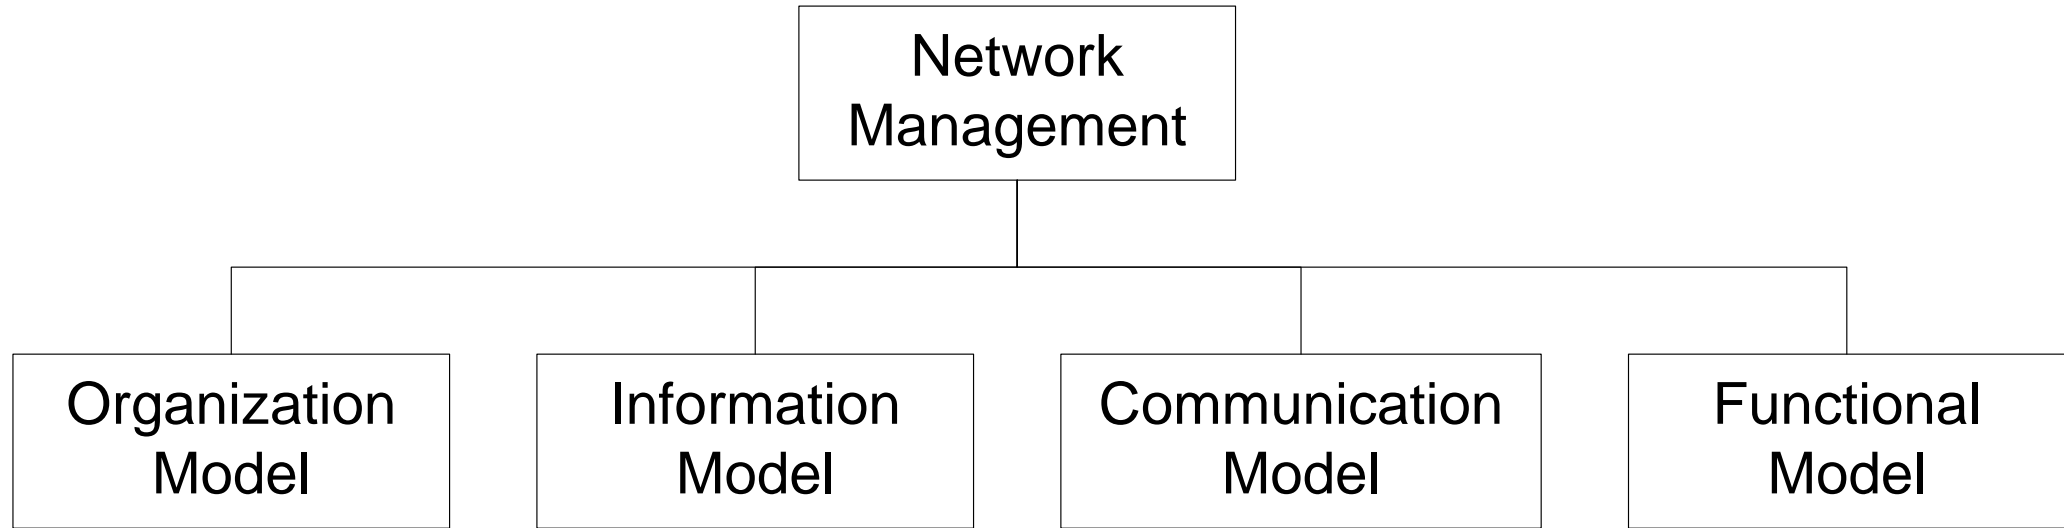 Network
Management
Organization
Model
Information
Model
Communication
Model
Functional
Model